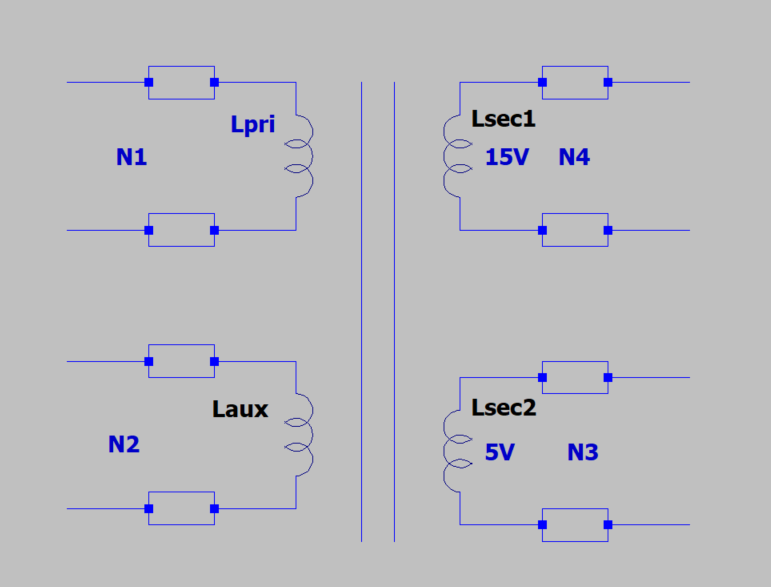 Lpri
N1
Lsec1
15V N4
Laux
N2
Lsec2
5V N3